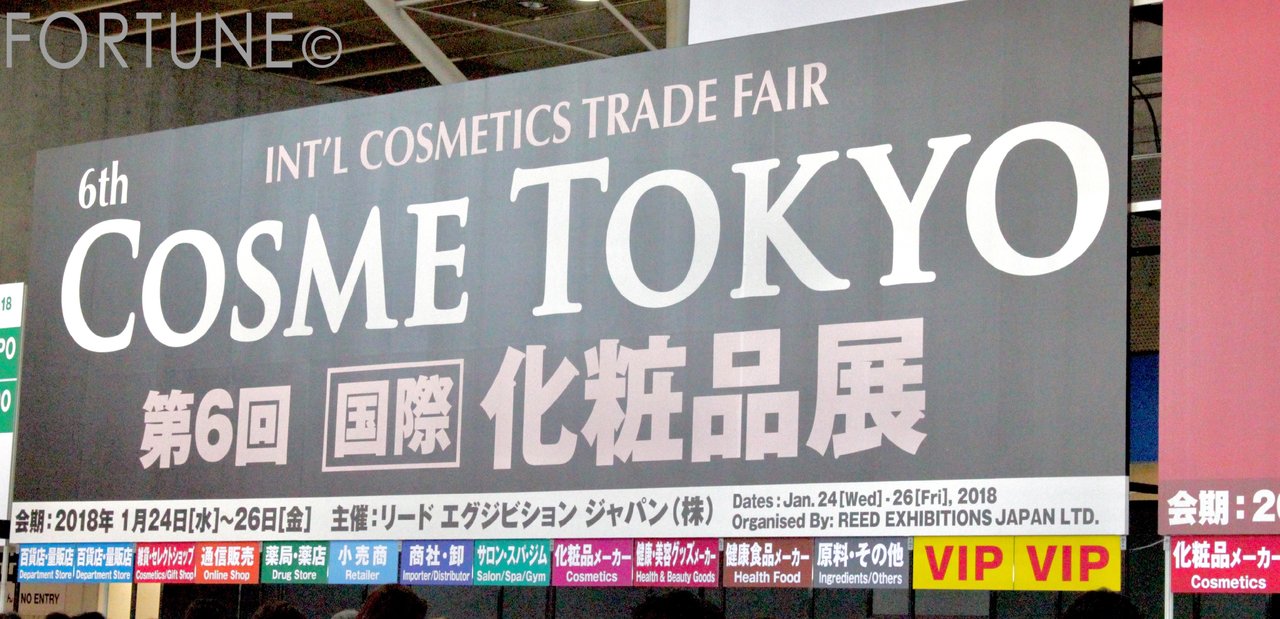 FORTUNE©
INT'L COSMETICS TRADE FAIR
6th
COSME TOKYO
第6回 国際 化粧品展
会期:2018年 1月24日[水]~26日[金] 主催:リード エグジビション ジャパン(株)
Dates : Jan. 24[Wed] - 26[Fri], 2018
Organised By: REED EXHIBITIONS JAPAN LTD.
会期:
18
PO
百貨店・量販店
Department Store
百貨店・量販店
Department Store
雑貨・セレクトショップ
Cosmetics/Gift Shop
通信販売
Online Shop
薬局・薬店
Drug Store
小売商
Retailer
商社・卸
Importer/Distributor
サロン・スパ・ジム
Salon/Spa/Gym
化粧品メーカー
Cosmetics
健康・美容グッズメーカー
Health & Beauty Goods
健康食品メーカー
Health Food
原料・その他
Ingredients/Others
VIP
VIP
化粧品メーカー
Cosmetics
NO ENTRY